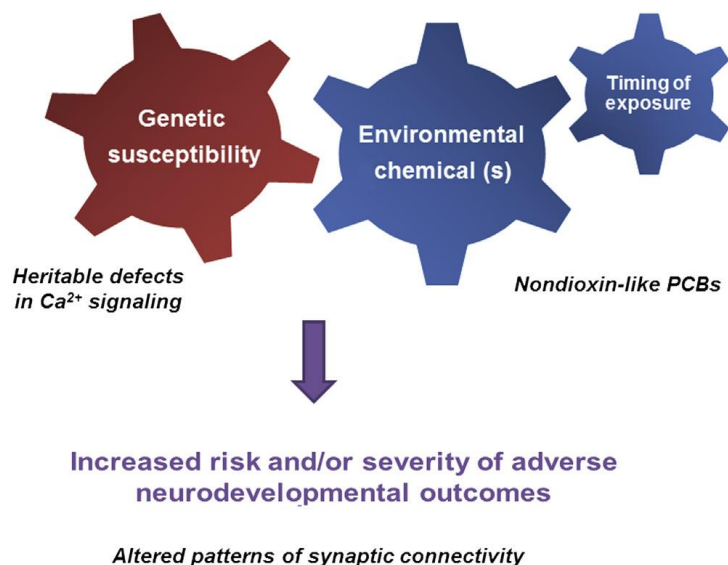 Genetic
susceptibility
Environmental
chemical (s)
Timing of
exposure
Heritable defects
in Ca²⁺ signaling
Nondioxin-like PCBs
Increased risk and/or severity of adverse
neurodevelopmental outcomes
Altered patterns of synaptic connectivity